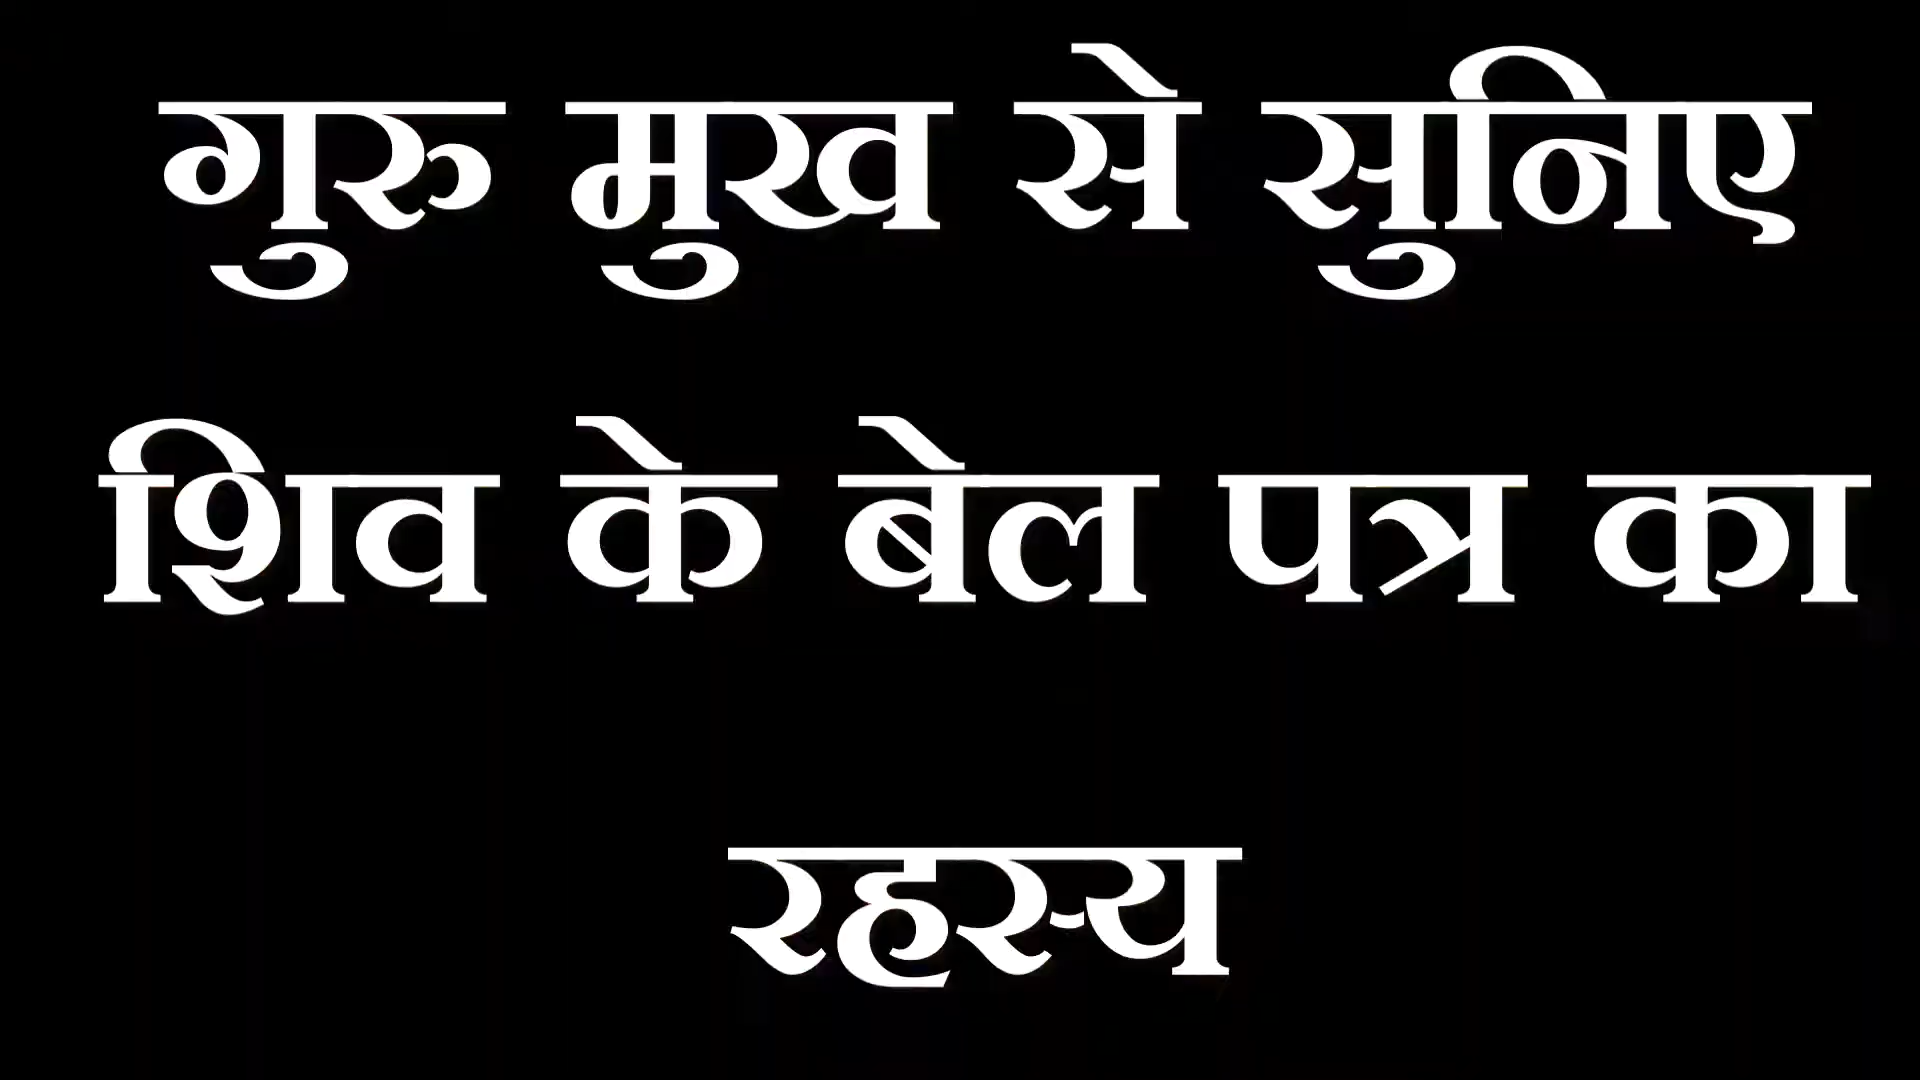 गुरु मुख से सुनिए
शिव के बेल पत्र का
रहस्य